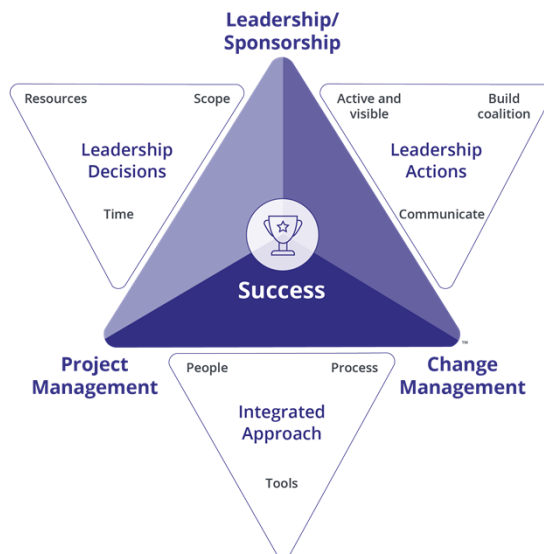 Leadership/
Sponsorship
Resources
Scope
Leadership
Decisions
Time
Active and
visible
Build
coalition
Leadership
Actions
Communicate
Success
Project
Management
Change
Management
™
People
Process
Integrated
Approach
Tools